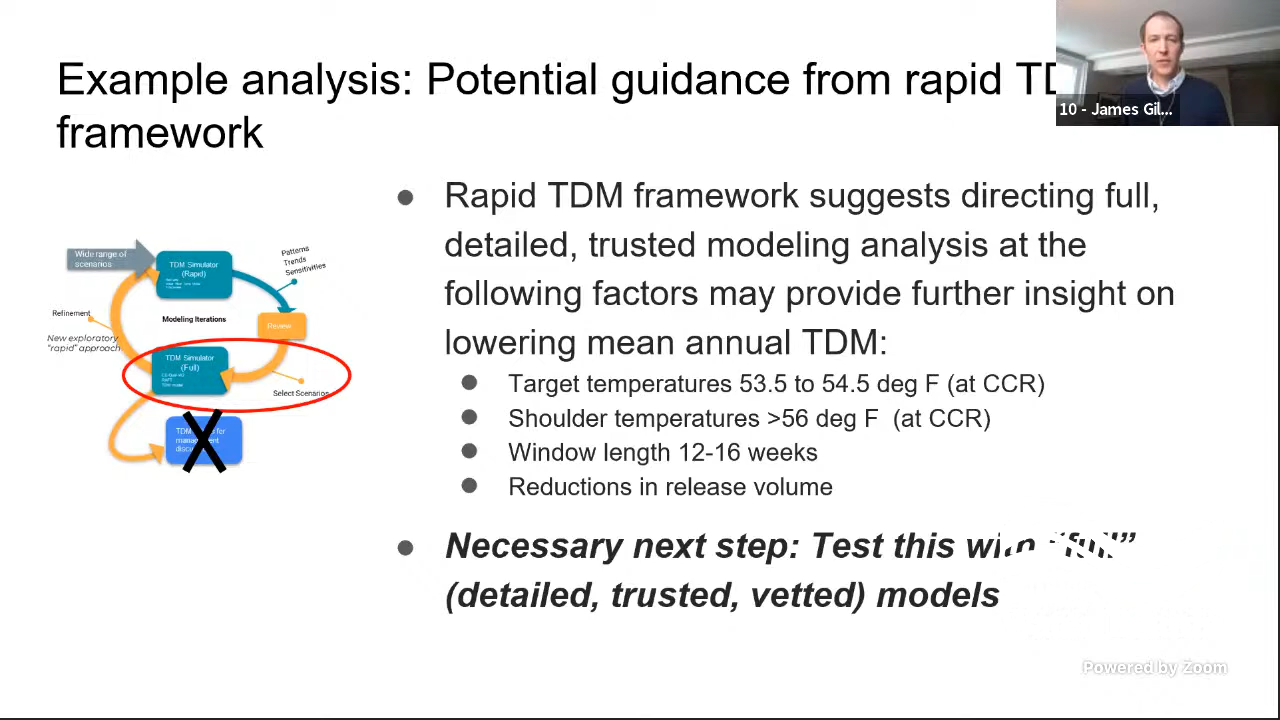 Example analysis: Potential guidance from rapid
framework
10 - James Gil...
Rapid TDM framework suggests directing full,
detailed, trusted modeling analysis at the
following factors may provide further insight on
lowering mean annual TDM:
Target temperatures 53.5 to 54.5 deg F (at CCR)
Shoulder temperatures >56 deg F (at CCR)
Window length 12-16 weeks
Reductions in release volume
Necessary next step: Test this with “full”
(detailed, trusted, vetted) models
Wide range of
scenarios
TDM Simulator
(Rapid)
Patterns
Trends
Sensitivities
Refinement
Modeling Iterations
Review
New exploratory
"rapid" approach
TDM Simulator
(Full)
Select Scenarios
TDM for
Powered by Zoom